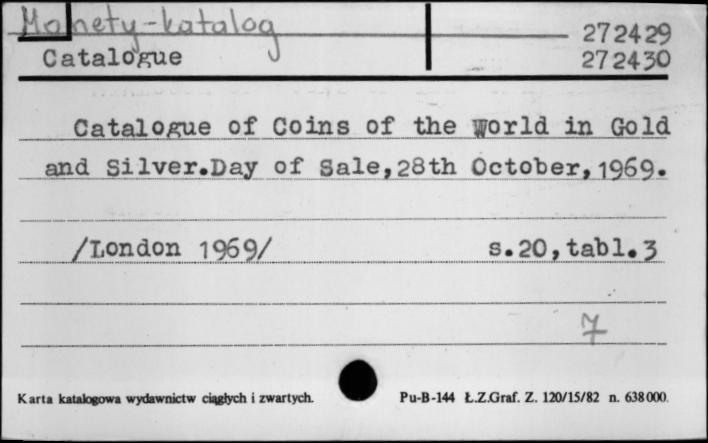 Monety-katalog
272429
Catalogue 272430
Catalogue of Coins of the World in Gold
and Silver.Day of Sale,28th October,1969.
/London 1969/ s.20,tabl.3
7
Karta katalogowa wydawnictw ciągłych i zwartych. Pu-B-144 Ł.Z.Graf. Z. 120/15/82 n. 638000.